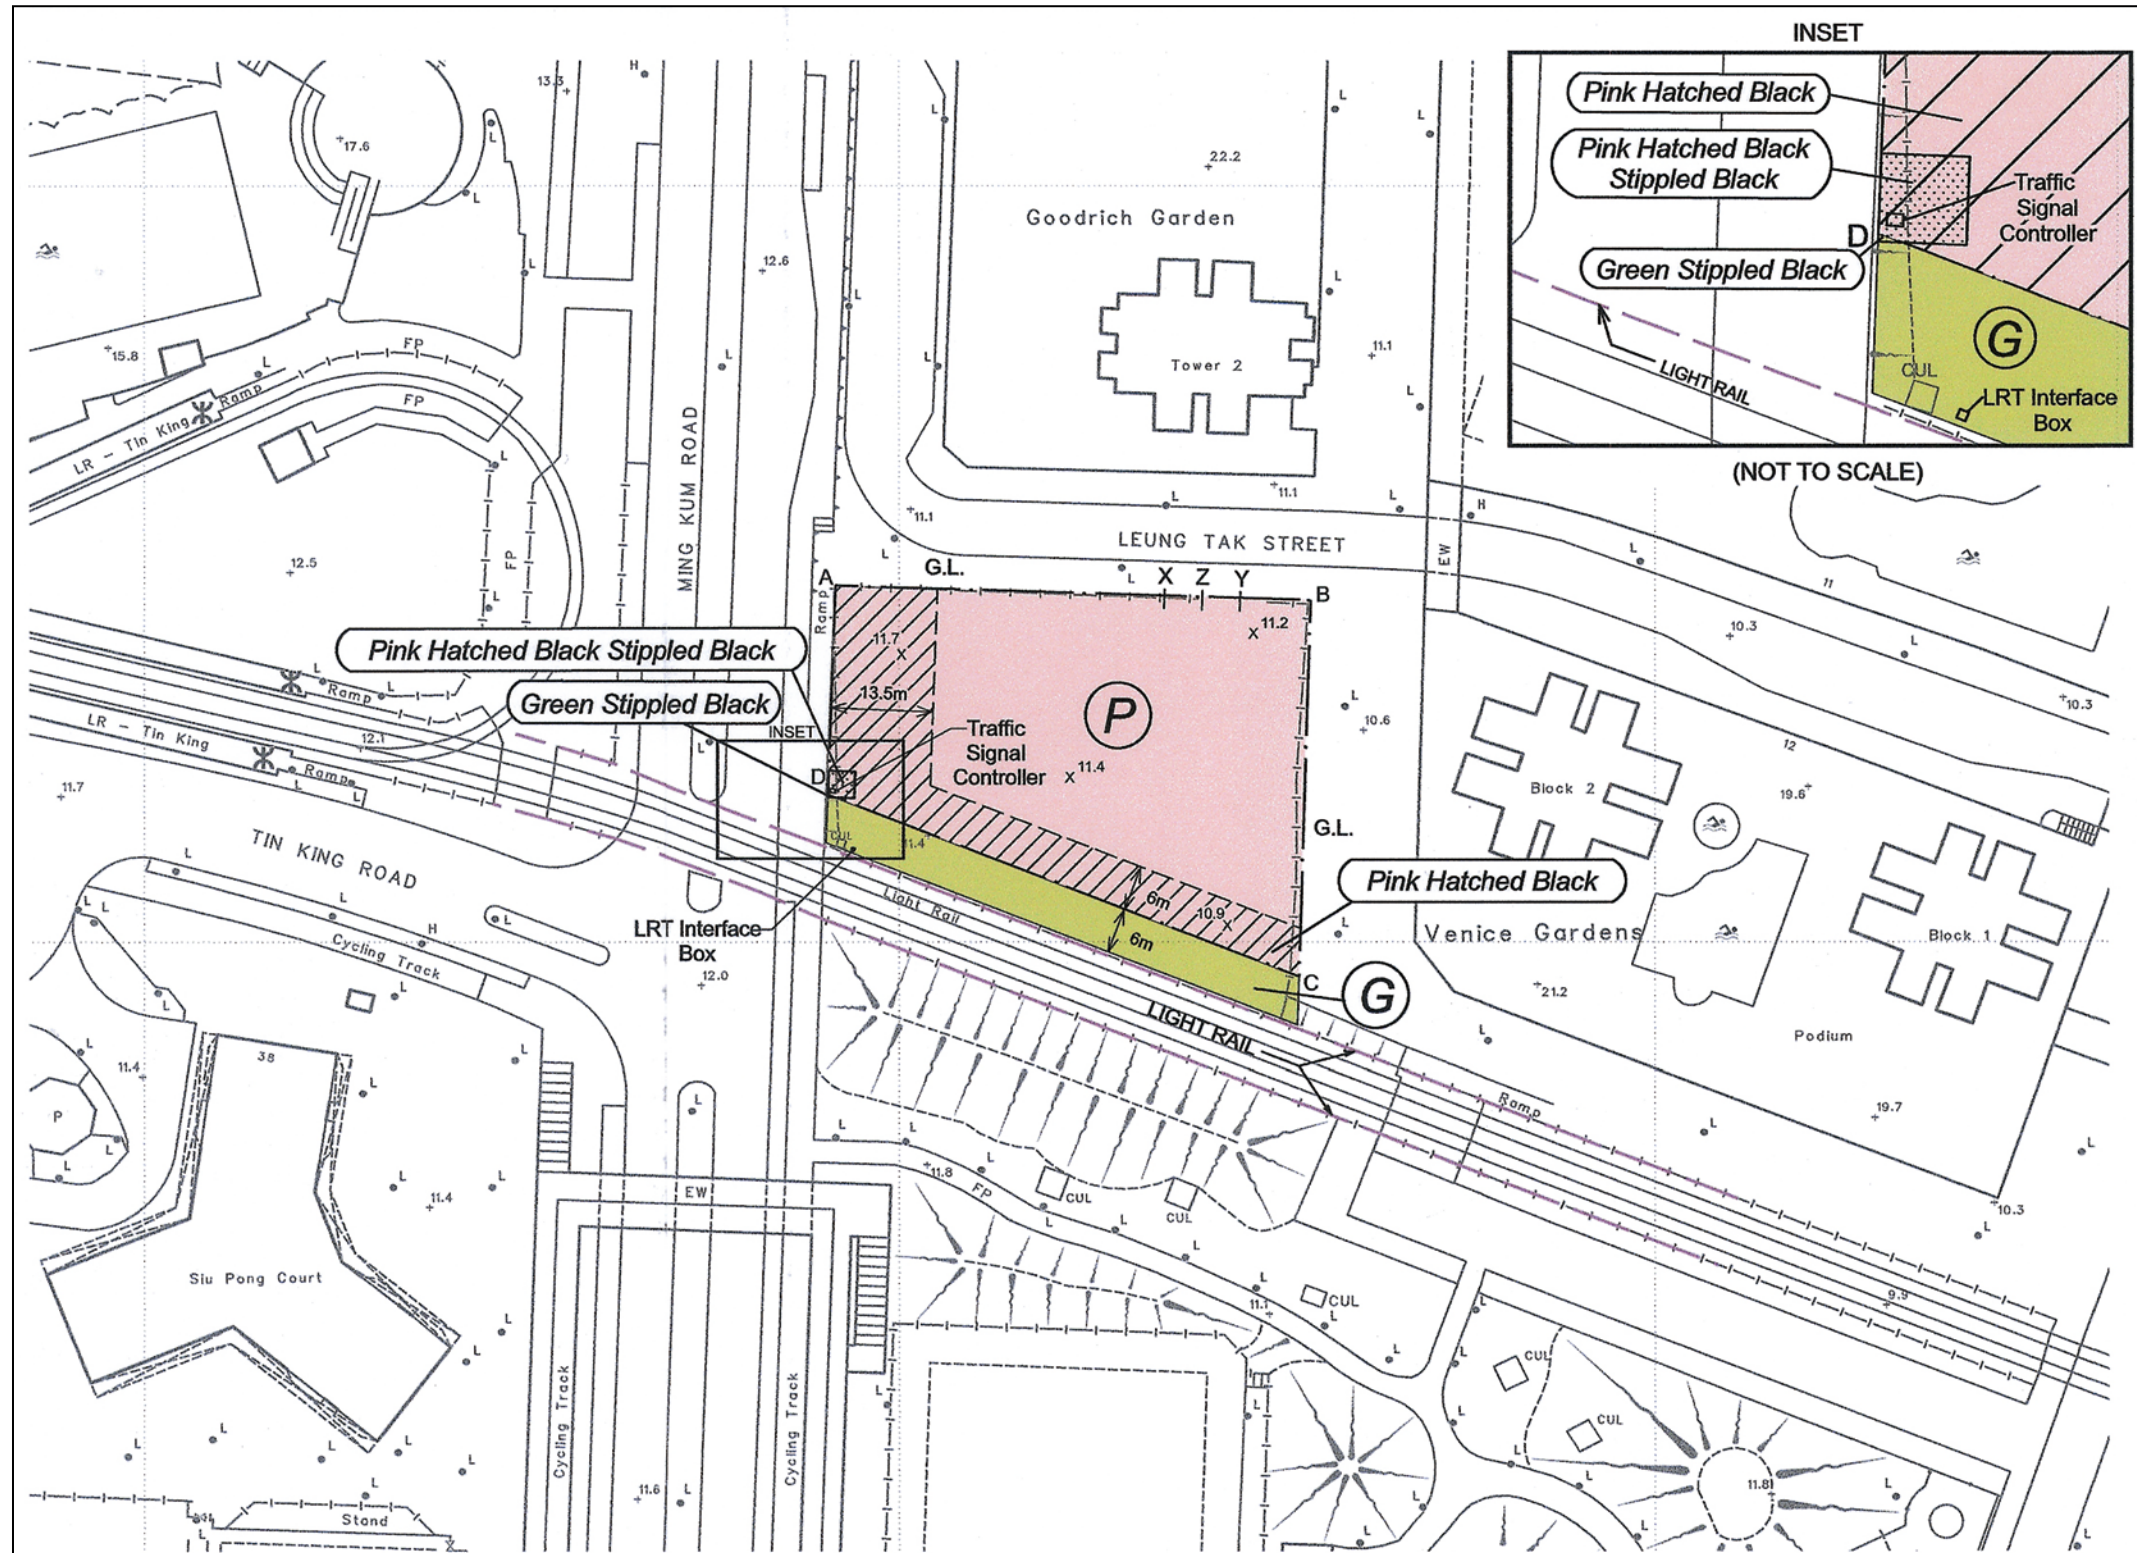 INSET
Pink Hatched Black
Pink Hatched Black
Stippled Black
Traffic
Signal
Controller
D
Green Stippled Black
G
LIGHT RAIL
CUL
LRT Interface
Box
(NOT TO SCALE)
H
13.3
17.6
L
22.2
Goodrich Garden
12.6
Tower 2
11.1
15.8
FP
FP
Ramp
LR - Tin King
MING KUM ROAD
FP
12.5
11.1
11.1
H
LEUNG TAK STREET
EW
11
10.3
10.3
12
A
G.L.
X
Z
Y
B
Ramp
11.7
11.2
Pink Hatched Black Stippled Black
Green Stippled Black
13.5m
P
INSET
Traffic
Signal
Controller
11.4
D
10.6
Ramp
LR - Tin King
12.1
Ramp
11.7
TIN KING ROAD
CUL
11.4
G.L.
Block 2
19.6
Pink Hatched Black
6m
10.9
6m
Light Rail
LRT Interface
Box
H
Cycling Track
12.0
Venice Gardens
Block 1
C
G
21.2
LIGHT RAIL
Podium
Ramp
19.7
10.3
38
11.4
P
11.4
Siu Pong Court
EW
11.8
FP
CUL
CUL
CUL
11.1
9.9
Cycling Track
Cycling Track
CUL
CUL
11.6
11.8
Stand